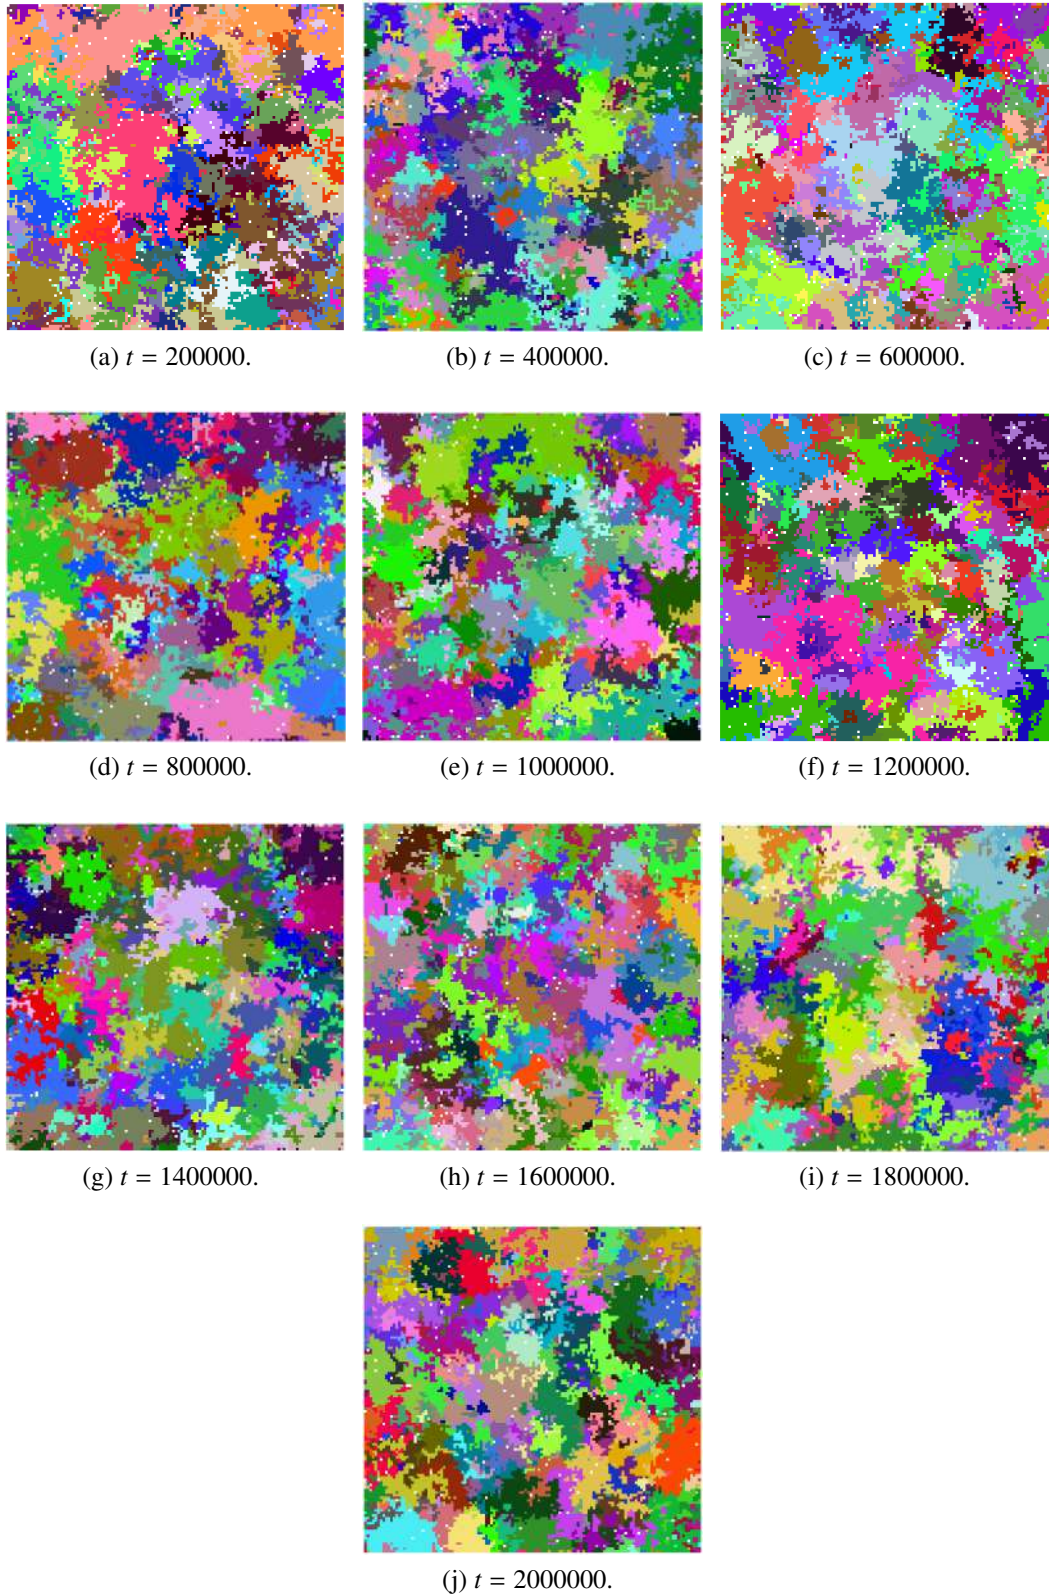 (a) t = 200000.
(b) t = 400000.
(c) t = 600000.
(d) t = 800000.
(e) t = 1000000.
(f) t = 1200000.
(g) t = 1400000.
(h) t = 1600000.
(i) t = 1800000.
(j) t = 2000000.